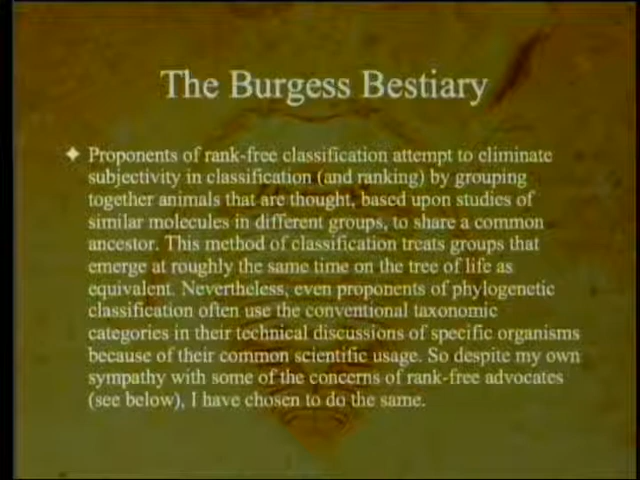 The Burgess Bestiary
Proponents of rank-free classification attempt to eliminate
subjectivity in classification (and ranking) by grouping
together animals that are thought, based upon studies of
similar molecules in different groups, to share a common
ancestor. This method of classification treats groups that
emerge at roughly the same time on the tree of life as
equivalent. Nevertheless, even proponents of phylogenetic
classification often use the conventional taxonomic
categories in their technical discussions of specific organisms
because of their common scientific usage. So despite my own
sympathy with some of the concerns of rank-free advocates
(see below), I have chosen to do the same.